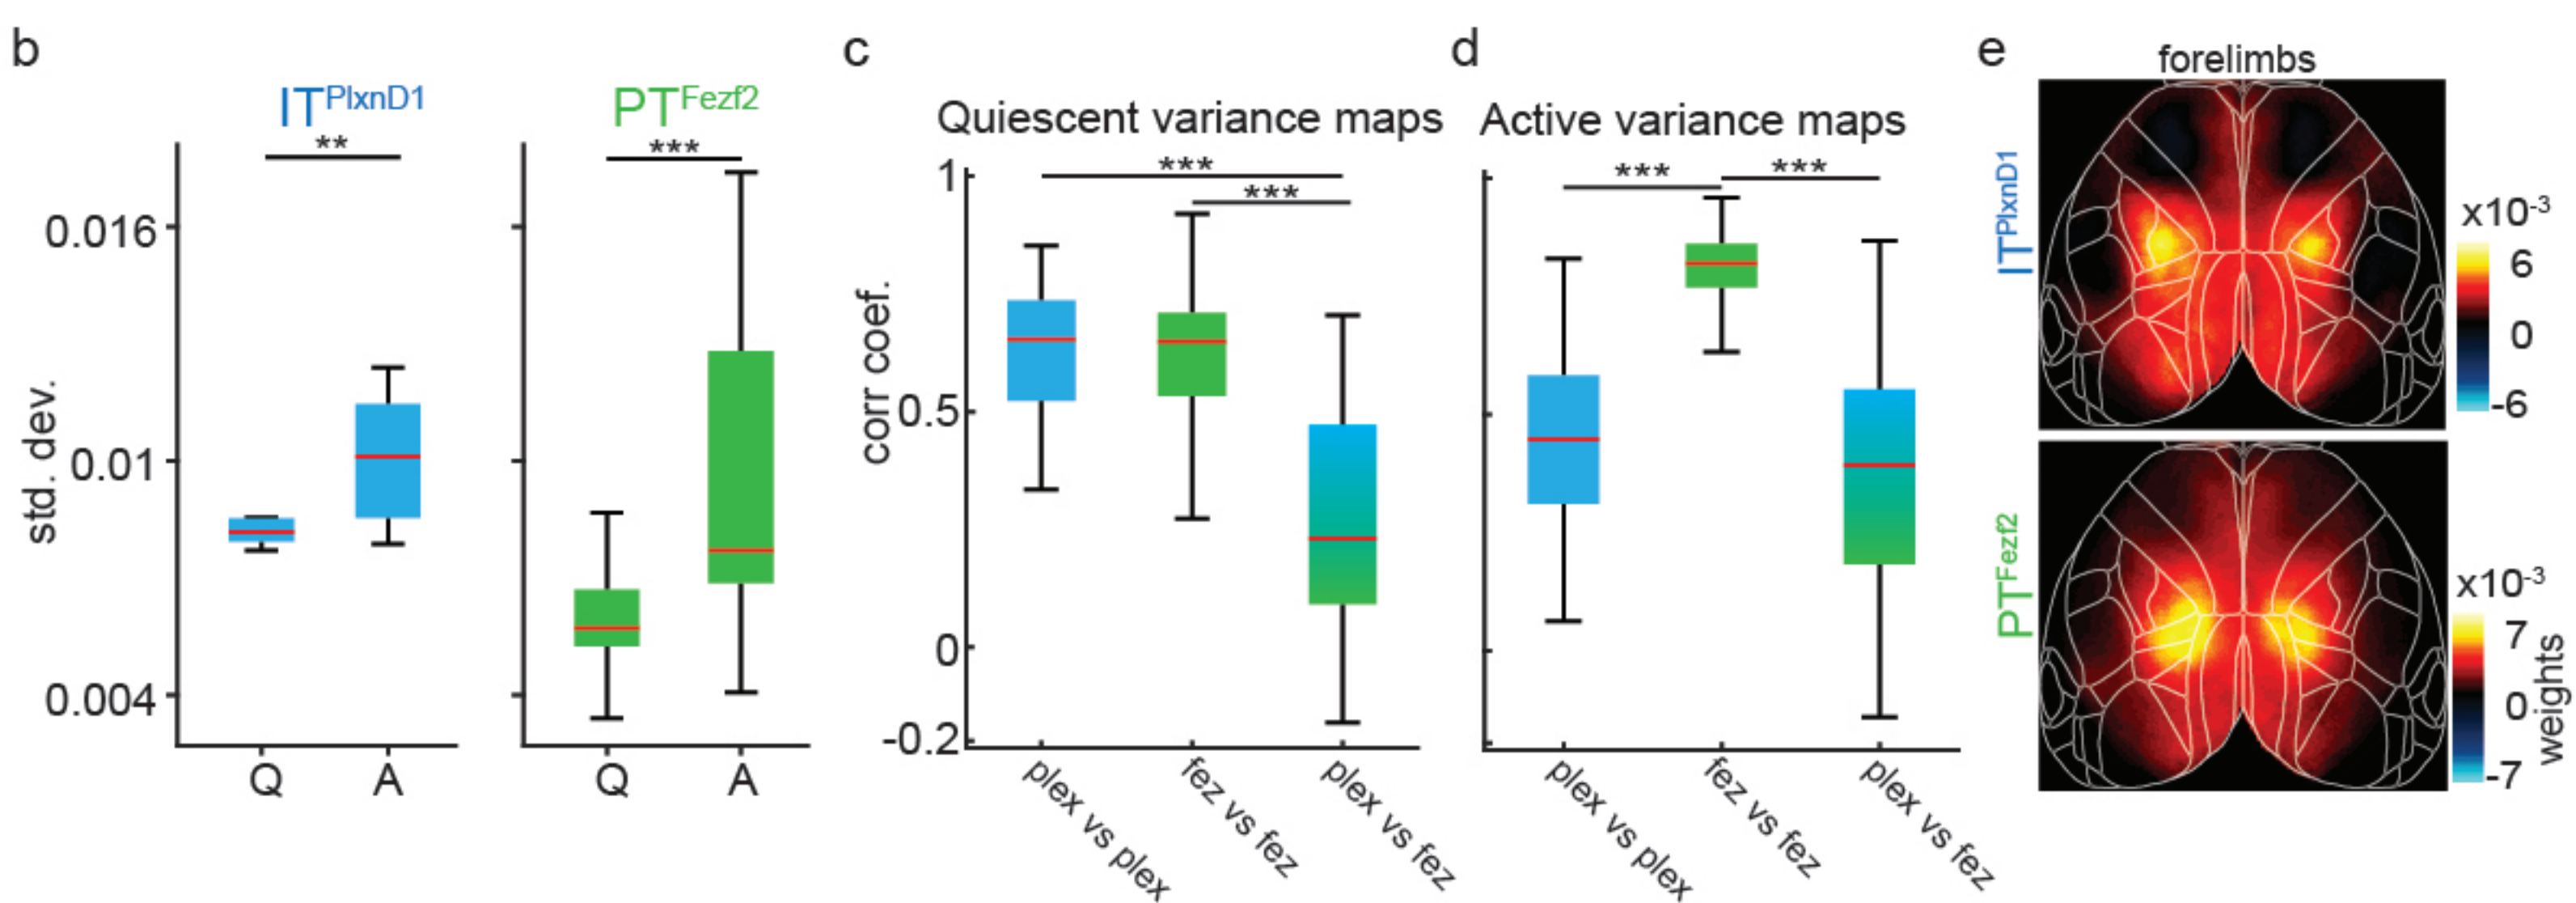 b
IT^PlxnD1
**
PT^Fezf2
***
0.016
0.01
0.004
std. dev.
Q
A
Q
A
c
Quiescent variance maps
***
***
1
0.5
0
-0.2
corr coef.
plex vs plex
fez vs fez
plex vs fez
d
Active variance maps
***
***
plex vs plex
fez vs fez
plex vs fez
e
forelimbs
IT^PlxnD1
x10^-3
6
0
-6
PT^Fezf2
x10^-3
7
0
-7
weights